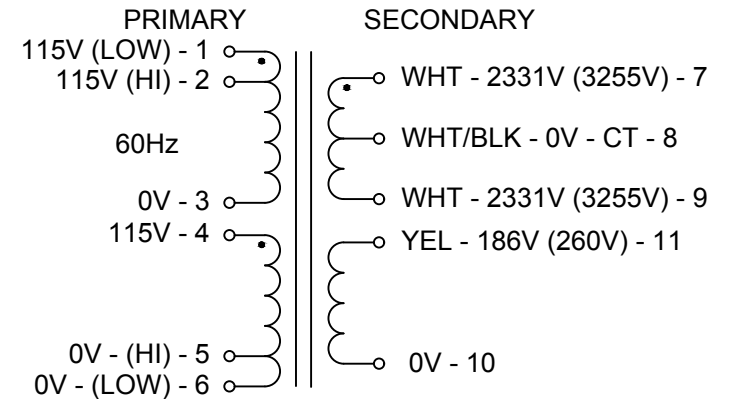 PRIMARY
115V (LOW) - 1
115V (HI) - 2
60Hz
0V - 3
115V - 4
0V - (HI) - 5
0V - (LOW) - 6
SECONDARY
WHT - 2331V (3255V) - 7
WHT/BLK - 0V - CT - 8
WHT - 2331V (3255V) - 9
YEL - 186V (260V) - 11
0V - 10